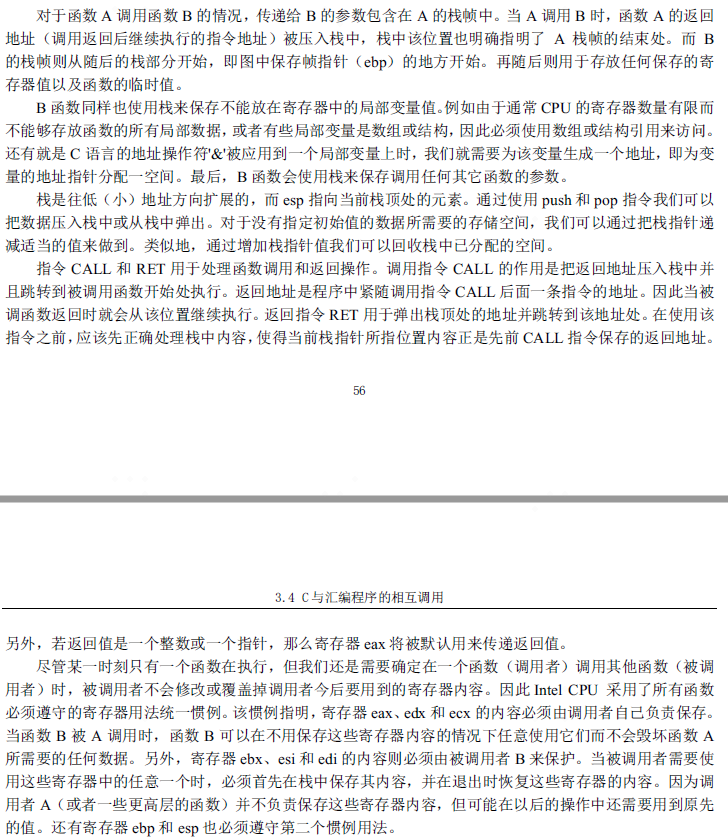 对于函数 A 调用函数 B 的情况，传递给 B 的参数包含在 A 的栈帧中。当 A 调用 B 时，函数 A 的返回
地址（调用返回后继续执行的指令地址）被压入栈中，栈中该位置也明确指明了 A 栈帧的结束处。而 B
的栈帧则从随后的栈部分开始，即图中保存帧指针（ebp）的地方开始。再随后则用于存放任何保存的寄
存器值以及函数的临时值。
B 函数同样也使用栈来保存不能放在寄存器中的局部变量值。例如由于通常 CPU 的寄存器数量有限而
不能够存放函数的所有局部数据，或者有些局部变量是数组或结构，因此必须使用数组或结构引用来访问。
还有就是 C 语言的地址操作符'&'被应用到一个局部变量上时，我们就需要为该变量生成一个地址，即为变
量的地址指针分配一空间。最后，B 函数会使用栈来保存调用任何其它函数的参数。
栈是往低（小）地址方向扩展的，而 esp 指向当前栈顶处的元素。通过使用 push 和 pop 指令我们可以
把数据压入栈中或从栈中弹出。对于没有指定初始值的数据所需要的存储空间，我们可以通过把栈指针递
减适当的值来做到。类似地，通过增加栈指针值我们可以回收栈中已分配的空间。
指令 CALL 和 RET 用于处理函数调用和返回操作。调用指令 CALL 的作用是把返回地址压入栈中并
且跳转到被调用函数开始处执行。返回地址是程序中紧随调用指令 CALL 后面一条指令的地址。因此当被
调函数返回时就会从该位置继续执行。返回指令 RET 用于弹出栈顶处的地址并跳转到该地址处。在使用该
指令之前，应该先正确处理栈中内容，使得当前栈指针所指位置内容正是先前 CALL 指令保存的返回地址。
56
3.4 C与汇编程序的相互调用
另外，若返回值是一个整数或一个指针，那么寄存器 eax 将被默认用来传递返回值。
尽管某一时刻只有一个函数在执行，但我们还是需要确定在一个函数（调用者）调用其他函数（被调
用者）时，被调用者不会修改或覆盖掉调用者今后要用到的寄存器内容。因此 Intel CPU 采用了所有函数
必须遵守的寄存器用法统一惯例。该惯例指明，寄存器 eax、edx 和 ecx 的内容必须由调用者自己负责保存。
当函数 B 被 A 调用时，函数 B 可以在不用保存这些寄存器内容的情况下任意使用它们而不会毁坏函数 A
所需要的任何数据。另外，寄存器 ebx、esi 和 edi 的内容则必须由被调用者 B 来保护。当被调用者需要使
用这些寄存器中的任意一个时，必须首先在栈中保存其内容，并在退出时恢复这些寄存器的内容。因为调
用者 A（或者一些更高层的函数）并不负责保存这些寄存器内容，但可能在以后的操作中还需要用到原先
的值。还有寄存器 ebp 和 esp 也必须遵守第二个惯例用法。